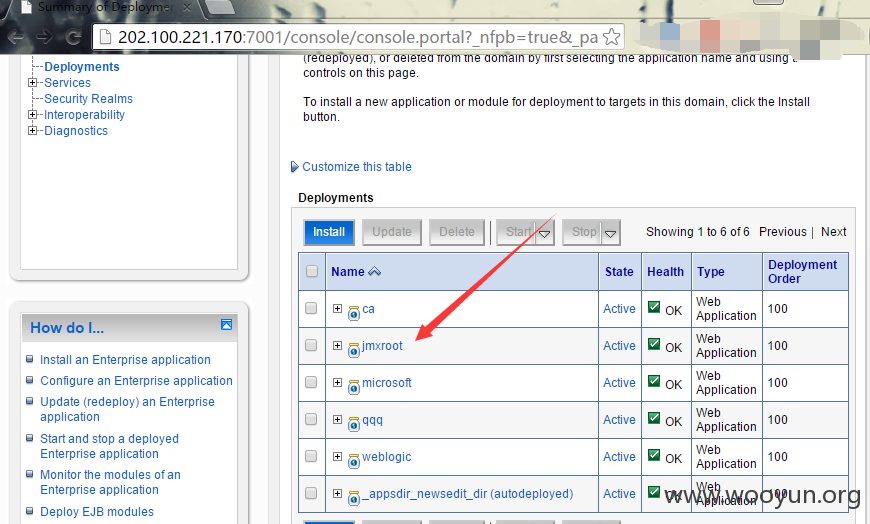 Summary of Deploymen
202.100.221.170:7001/console/console.portal?_nfpb=true&_pa
Deployments
Services
Security Realms
Interoperability
Diagnostics
(redeployed), or deleted from the domain by first selecting the application name and using t
controls on this page.
To install a new application or module for deployment to targets in this domain, click the Install
button.
Customize this table
Deployments
Install Update Delete Start Stop Showing 1 to 6 of 6 Previous | Next
Name State Health Type Deployment Order
ca Active OK Web Application 100
jmxroot Active OK Web Application 100
microsoft Active OK Web Application 100
qqq Active OK Web Application 100
weblogic Active OK Web Application 100
_appsdir_newsedit_dir (autodeployed) Active OK Web Application 100
How do I...
Install an Enterprise application
Configure an Enterprise application
Update (redeploy) an Enterprise
application
Start and stop a deployed
Enterprise application
Monitor the modules of an
Enterprise application
Deploy EJB modules
www.wooyun.org